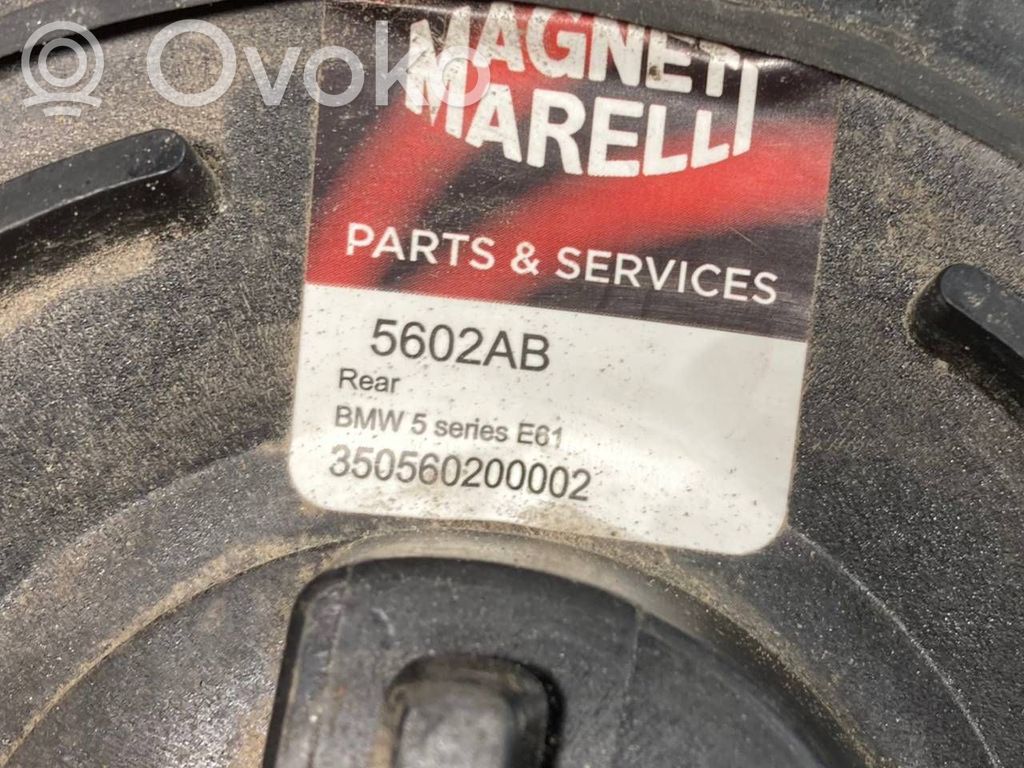 Ovoko
MAGNETI
MARELLI
PARTS & SERVICES
5602AB
Rear
BMW 5 series E61
350560200002